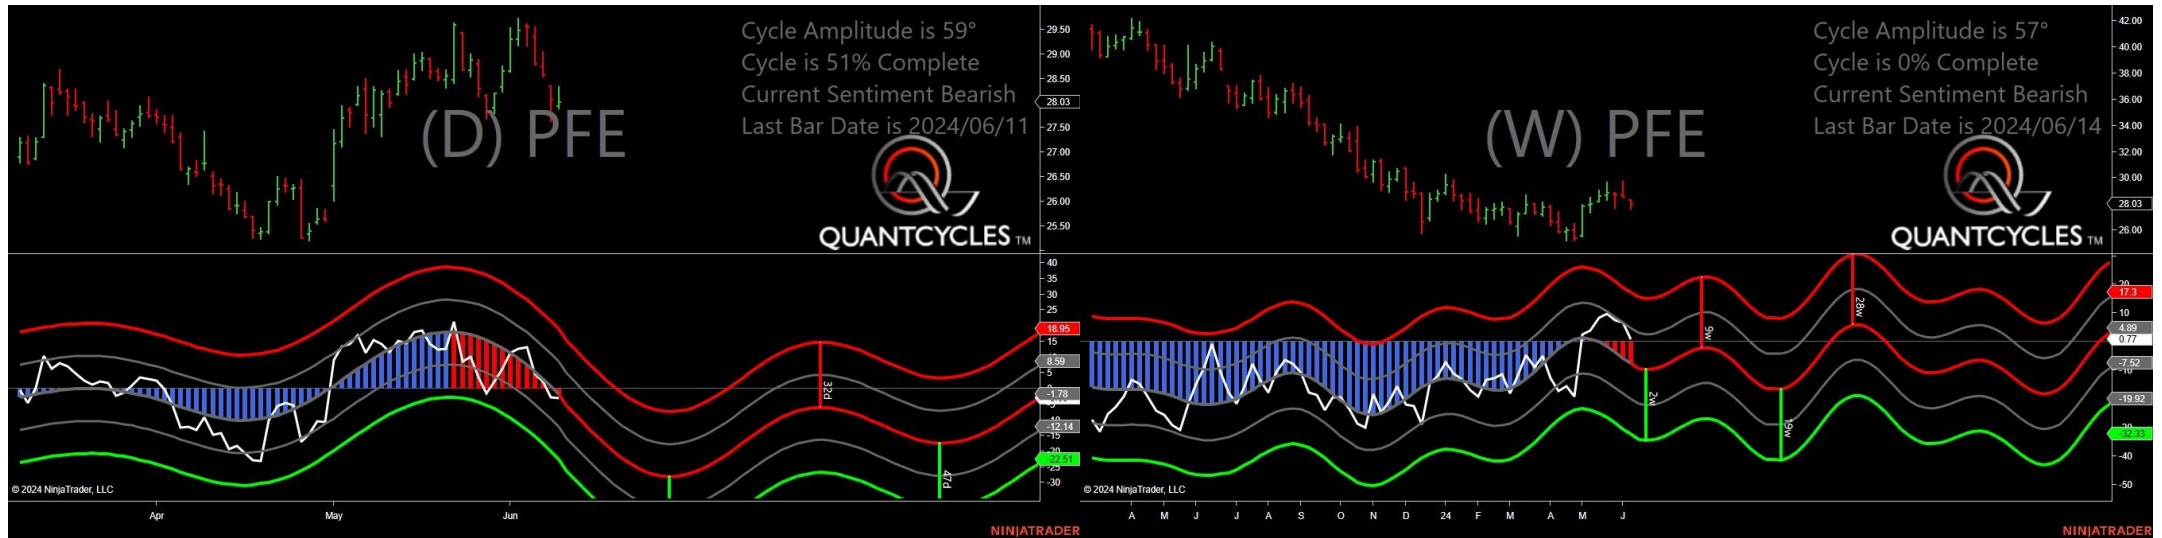 Cycle Amplitude is 59°
Cycle is 51% Complete
Current Sentiment Bearish
Last Bar Date is 2024/06/11
(D) PFE
QUANTCYCLES TM
29.50
29.00
28.50
28.03
27.50
27.00
26.50
26.00
25.50
40
35
30
25
18.95
15
8.59
5
-1.78
-12.14
-15
-20
-22.51
-25
-30
32d
47d
© 2024 NinjaTrader, LLC
Apr
May
Jun
NINJATRADER
Cycle Amplitude is 57°
Cycle is 0% Complete
Current Sentiment Bearish
Last Bar Date is 2024/06/14
(W) PFE
QUANTCYCLES TM
42.00
40.00
38.00
36.00
34.00
32.00
30.00
28.03
26.00
20
17.3
10
4.89
0.77
-7.52
-10
-19.92
-32.33
-40
-50
9w
2w
19w
28w
© 2024 NinjaTrader, LLC
A
M
J
J
A
S
O
N
D
24
F
M
A
M
J
NINJATRADER